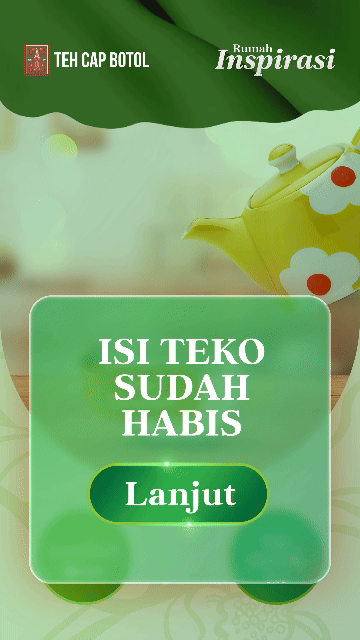 TEH CAP BOTOL
Rumah
Inspirasi
ISI TEKO
SUDAH
HABIS
Lanjut